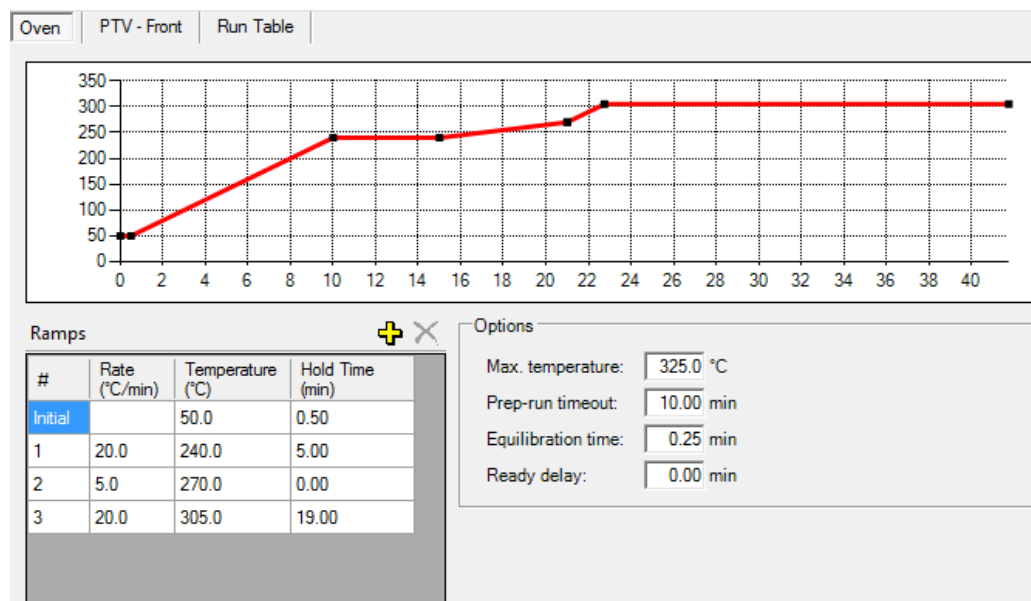 Oven PTV - Front Run Table
350
300
250
200
150
100
50
0
0 2 4 6 8 10 12 14 16 18 20 22 24 26 28 30 32 34 36 38 40
Ramps
# Rate (°C/min) Temperature (°C) Hold Time (min)
Initial 50.0 0.50
1 20.0 240.0 5.00
2 5.0 270.0 0.00
3 20.0 305.0 19.00
Options
Max. temperature: 325.0 °C
Prep-run timeout: 10.00 min
Equilibration time: 0.25 min
Ready delay: 0.00 min